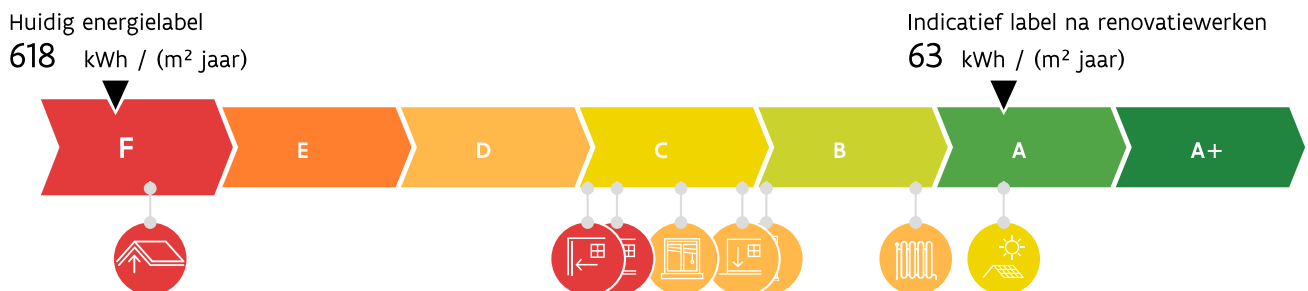 Huidig energielabel
618 kWh / (m² jaar)
Indicatief label na renovatiewerken
63 kWh / (m² jaar)
F E D C B A A+